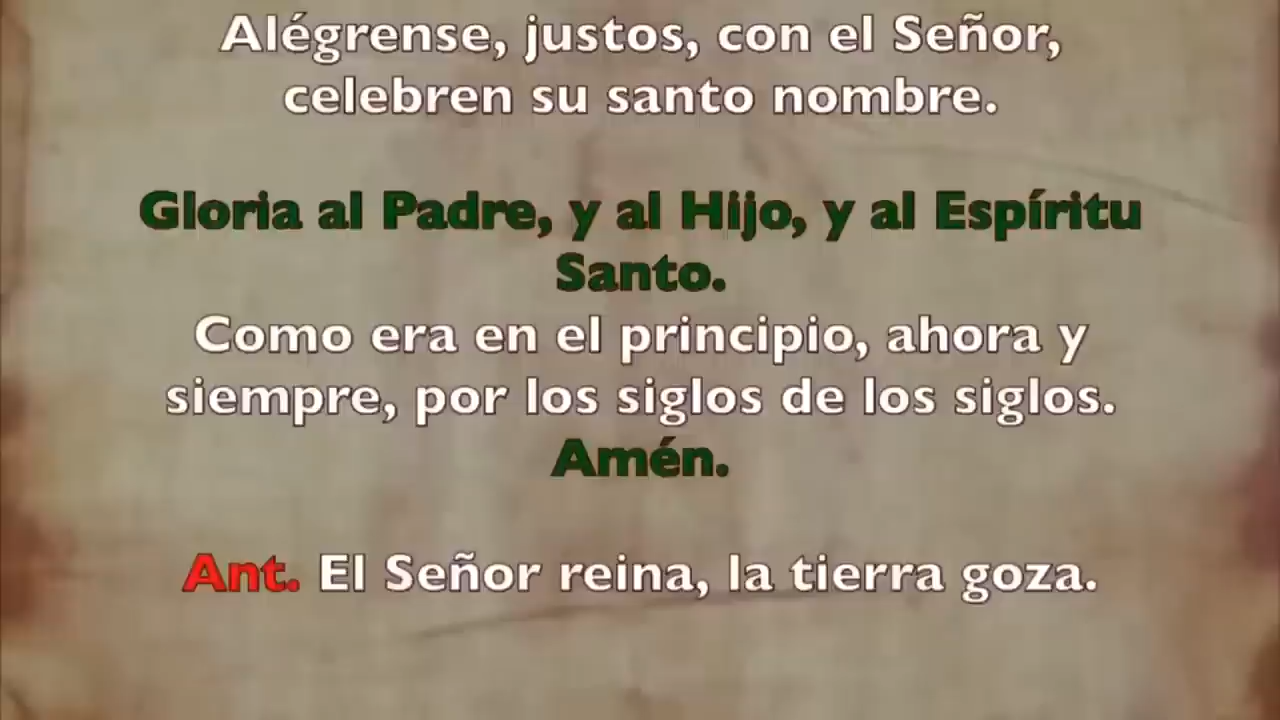 Alégrense, justos, con el Señor,
celebren su santo nombre.
Gloria al Padre, y al Hijo, y al Espíritu
Santo.
Como era en el principio, ahora y
siempre, por los siglos de los siglos.
Amén.
Ant. El Señor reina, la tierra goza.